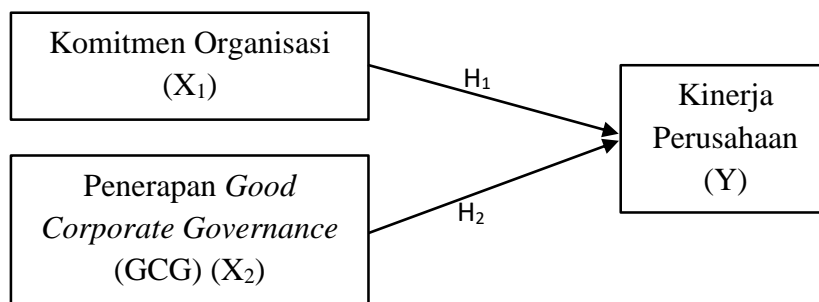 Komitmen Organisasi
(X₁)
H₁
Kinerja
Perusahaan
(Y)
Penerapan Good
Corporate Governance
(GCG) (X₂)
H₂